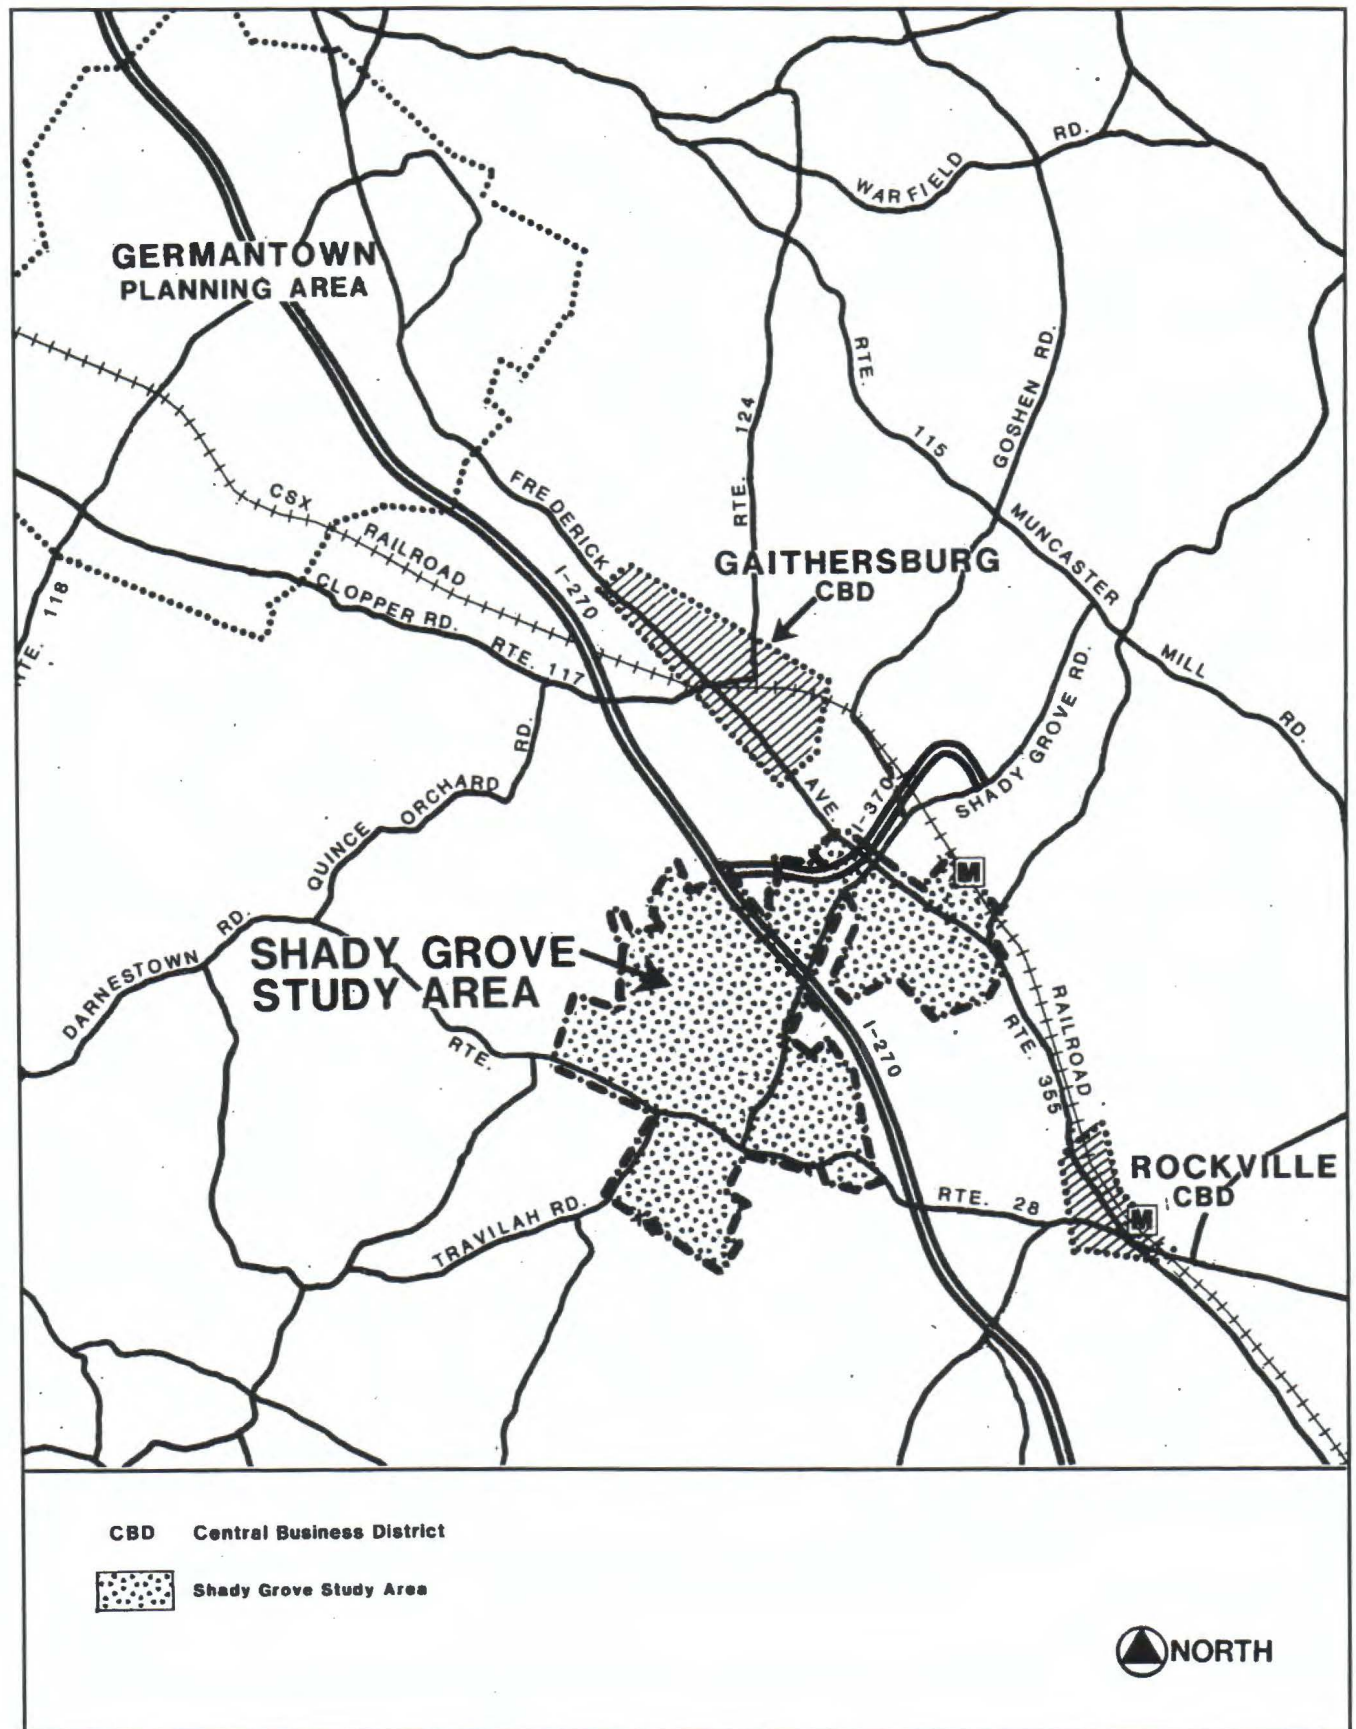 WARFIELD RD.
GERMANTOWN
PLANNING AREA
RTE. 115
GOSHEN RD.
RTE. 124
FREDERICK
CSX RAILROAD
MUNCASTER MILL RD.
GAITHERSBURG
CBD
I-270
CLOPPER RD.
RTE. 117
RTE. 118
SHADY GROVE RD.
QUINCE ORCHARD RD.
AVE.
I-370
M
DARNESTOWN RD.
SHADY GROVE
STUDY AREA
RTE.
I-270
RTE. 355
RAILROAD
ROCKVILLE
CBD
M
RTE. 28
TRAVILAH RD.
CBD Central Business District
Shady Grove Study Area
NORTH